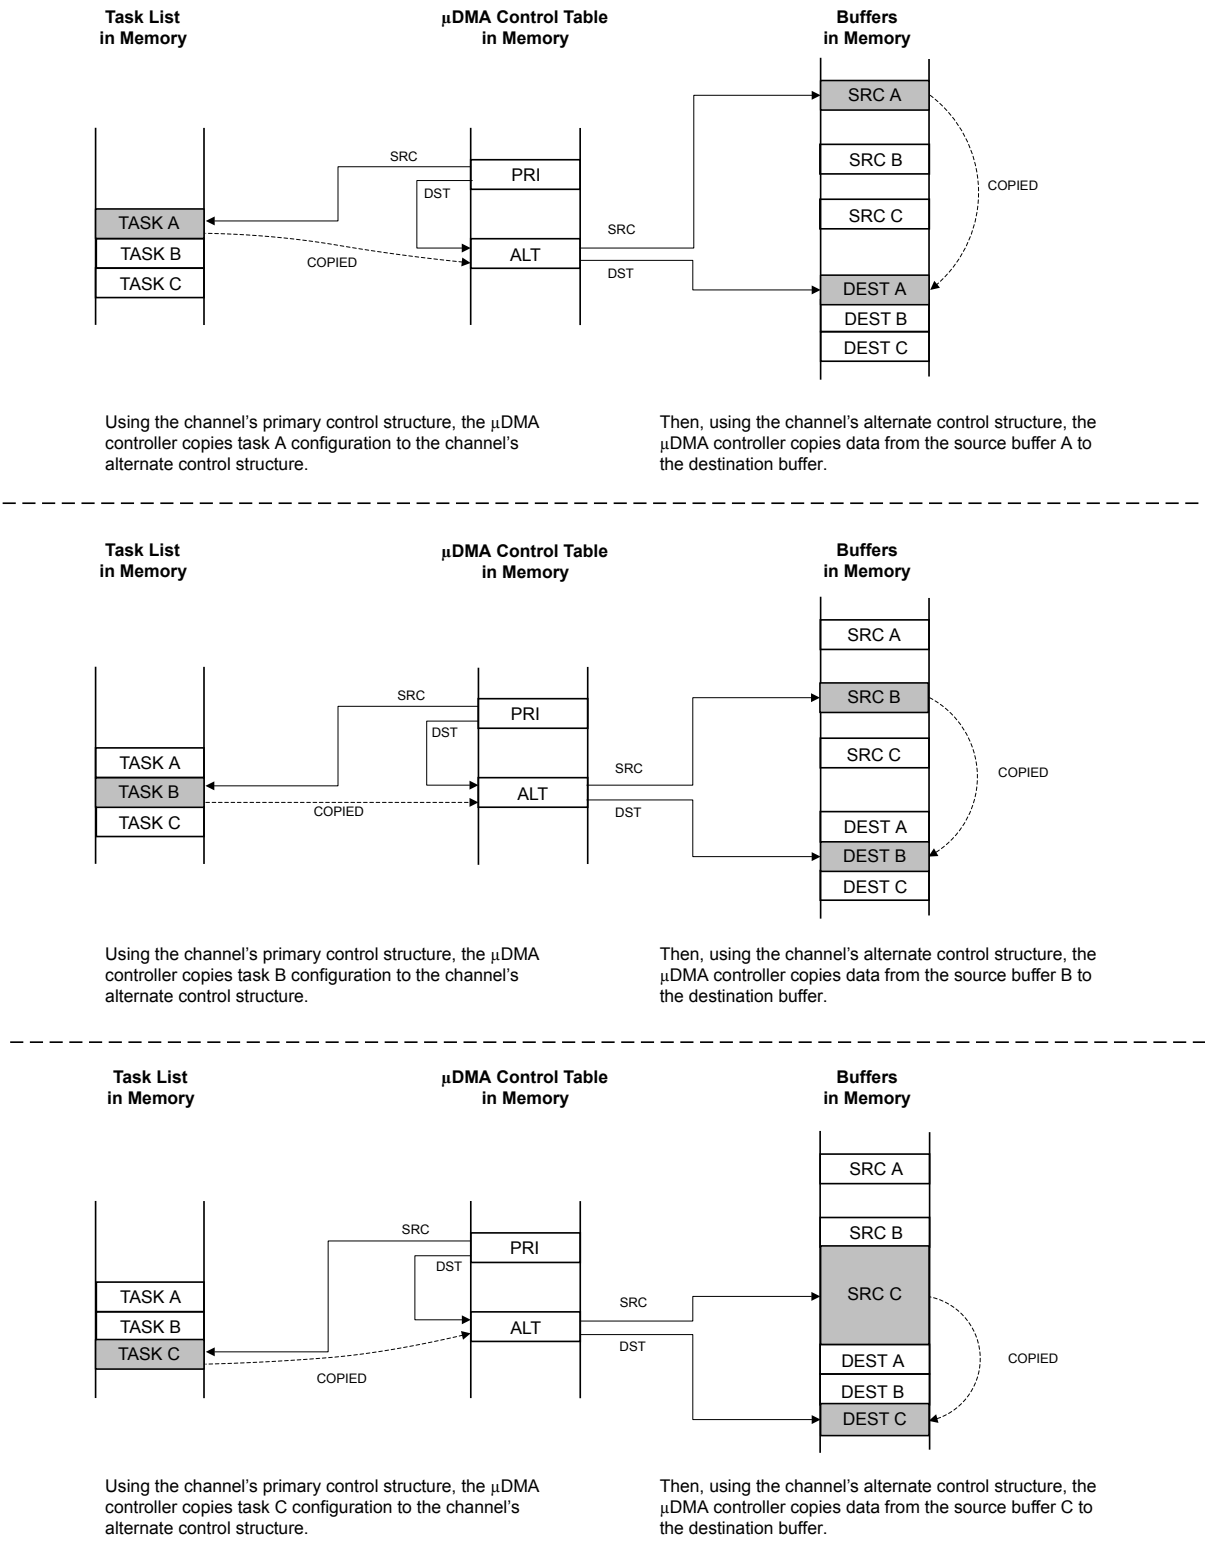 Task List
in Memory
µDMA Control Table
in Memory
Buffers
in Memory
SRC A
SRC B
SRC C
DEST A
DEST B
DEST C
COPIED
PRI
ALT
SRC
DST
SRC
DST
TASK A
TASK B
TASK C
COPIED
Using the channel's primary control structure, the µDMA
controller copies task A configuration to the channel's
alternate control structure.
Then, using the channel's alternate control structure, the
µDMA controller copies data from the source buffer A to
the destination buffer.
Task List
in Memory
µDMA Control Table
in Memory
Buffers
in Memory
SRC A
SRC B
SRC C
DEST A
DEST B
DEST C
COPIED
PRI
ALT
SRC
DST
SRC
DST
TASK A
TASK B
TASK C
COPIED
Using the channel's primary control structure, the µDMA
controller copies task B configuration to the channel's
alternate control structure.
Then, using the channel's alternate control structure, the
µDMA controller copies data from the source buffer B to
the destination buffer.
Task List
in Memory
µDMA Control Table
in Memory
Buffers
in Memory
SRC A
SRC B
SRC C
DEST A
DEST B
DEST C
COPIED
PRI
ALT
SRC
DST
SRC
DST
TASK A
TASK B
TASK C
COPIED
Using the channel's primary control structure, the µDMA
controller copies task C configuration to the channel's
alternate control structure.
Then, using the channel's alternate control structure, the
µDMA controller copies data from the source buffer C to
the destination buffer.